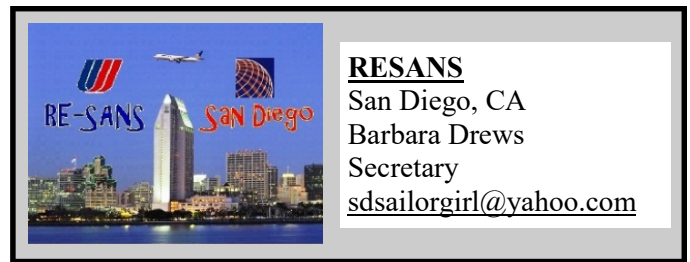 RE-SANS
San Diego
RESANS
San Diego, CA
Barbara Drews
Secretary
sdsailorgirl@yahoo.com